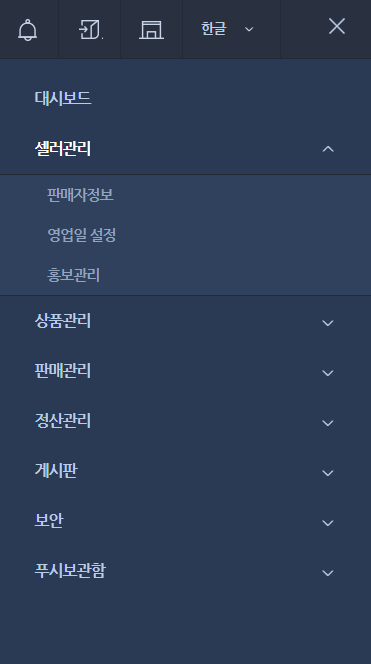 한글
대시보드
셀러관리
판매자정보
영업일 설정
홍보관리
상품관리
판매관리
정산관리
게시판
보안
푸시보관함